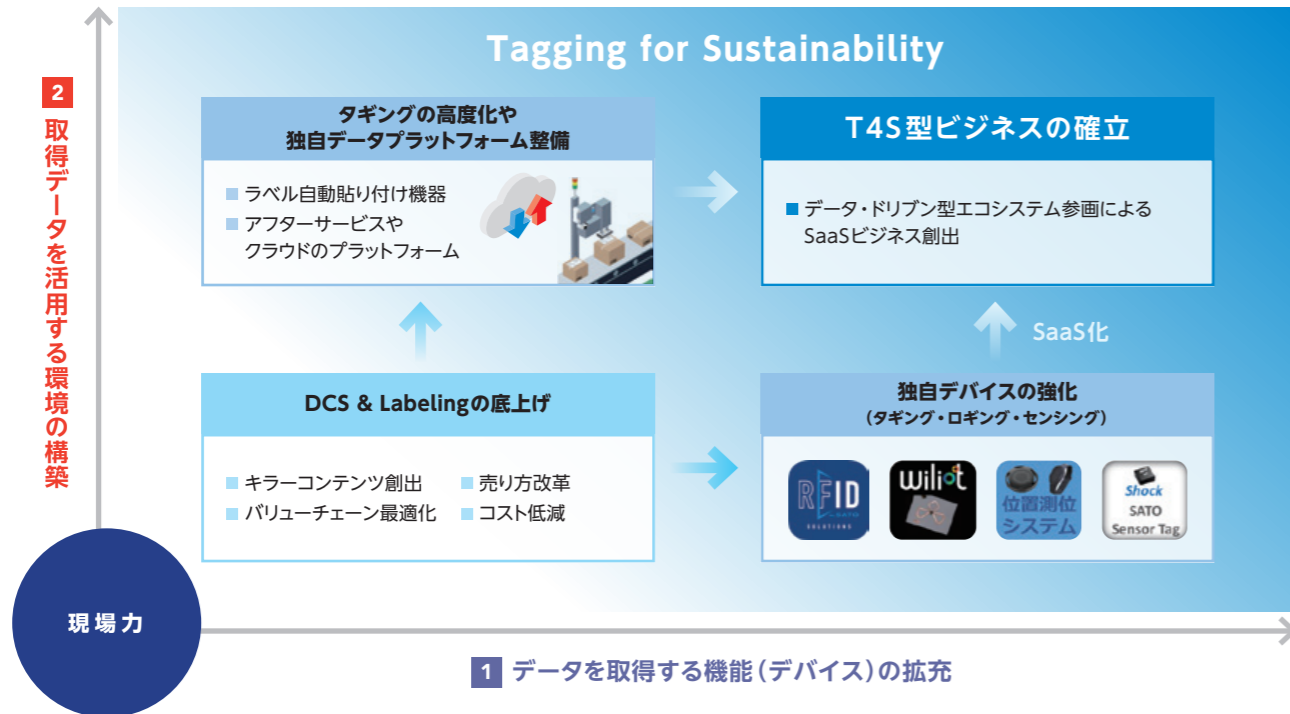 Tagging for Sustainability
2
取得データを活用する環境の構築
タギングの高度化や
独自データプラットフォーム整備
ラベル自動貼り付け機器
アフターサービスや
クラウドのプラットフォーム
T4S型ビジネスの確立
データ・ドリブン型エコシステム参画による
SaaSビジネス創出
SaaS化
DCS & Labelingの底上げ
キラーコンテンツ創出
売り方改革
バリューチェーン最適化
コスト低減
独自デバイスの強化
(タギング・ロギング・センシング)
RFID
SOLUTIONS
wiliot
位置測位
システム
Shock
SATO
Sensor Tag
現場力
1 データを取得する機能(デバイス)の拡充